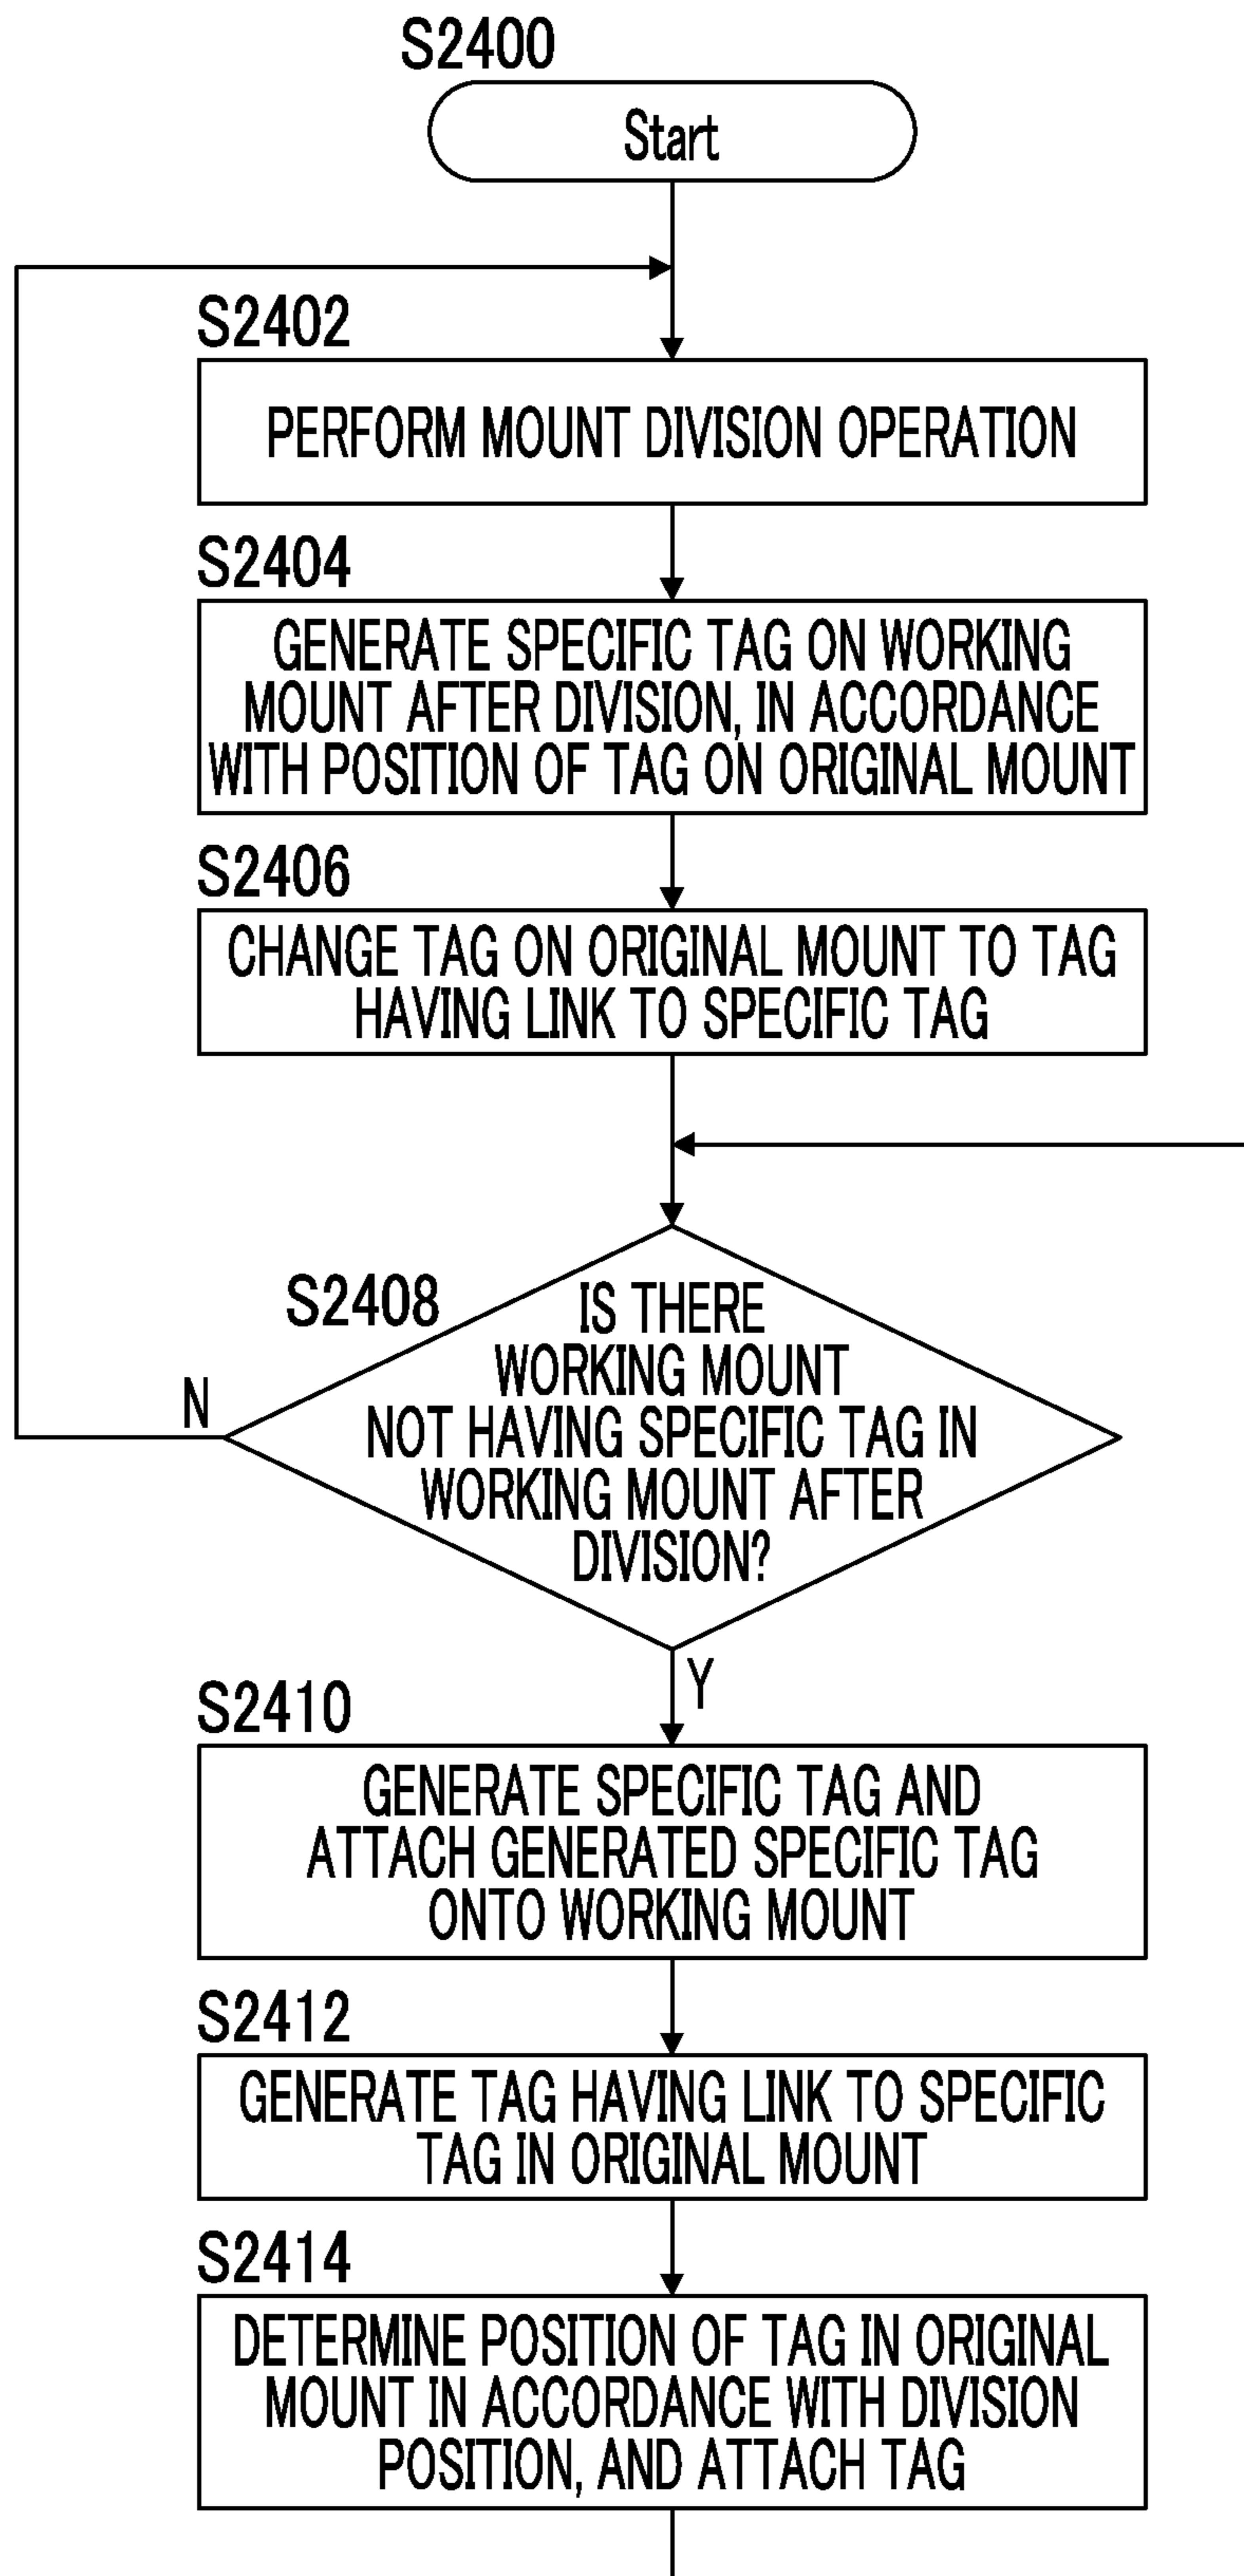 S2400
Start
S2402
PERFORM MOUNT DIVISION OPERATION
S2404
GENERATE SPECIFIC TAG ON WORKING
MOUNT AFTER DIVISION, IN ACCORDANCE
WITH POSITION OF TAG ON ORIGINAL MOUNT
S2406
CHANGE TAG ON ORIGINAL MOUNT TO TAG
HAVING LINK TO SPECIFIC TAG
S2408
IS THERE
WORKING MOUNT
NOT HAVING SPECIFIC TAG IN
WORKING MOUNT AFTER
DIVISION?
N
Y
S2410
GENERATE SPECIFIC TAG AND
ATTACH GENERATED SPECIFIC TAG
ONTO WORKING MOUNT
S2412
GENERATE TAG HAVING LINK TO SPECIFIC
TAG IN ORIGINAL MOUNT
S2414
DETERMINE POSITION OF TAG IN ORIGINAL
MOUNT IN ACCORDANCE WITH DIVISION
POSITION, AND ATTACH TAG